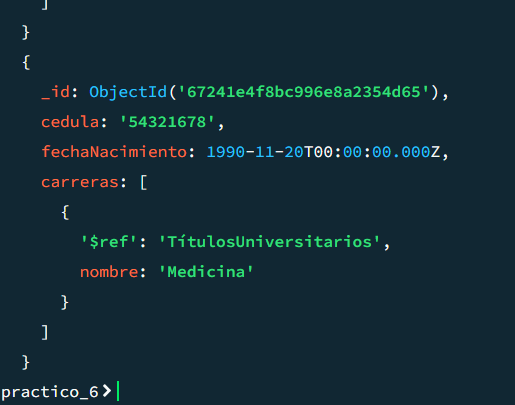 ]
}
{
_id: ObjectId('67241e4f8bc996e8a2354d65'),
cedula: '54321678',
fechaNacimiento: 1990-11-20T00:00:00.000Z,
carreras: [
{
'$ref': 'TítulosUniversitarios',
nombre: 'Medicina'
}
]
}
practico_6>